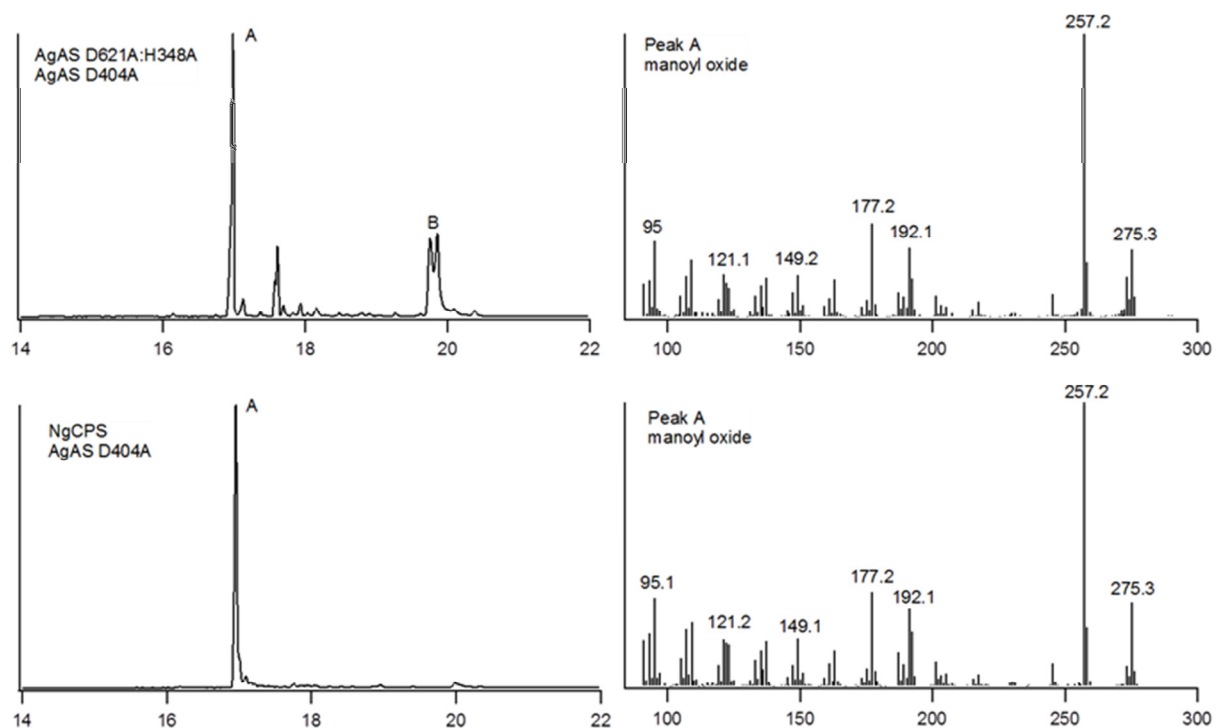 AgAS D621A:H348A
AgAS D404A
A
B
14 16 18 20 22
Peak A
manoyl oxide
257.2
177.2
95
192.1
275.3
121.1
149.2
100 150 200 250 300
NgCPS
AgAS D404A
A
14 16 18 20 22
Peak A
manoyl oxide
257.2
95.1
177.2
192.1
275.3
121.2
149.1
100 150 200 250 300